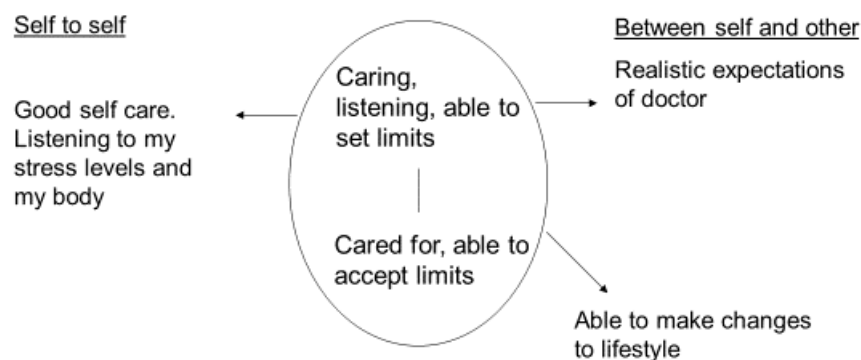 Self to self
Good self care.
Listening to my
stress levels and
my body
Caring,
listening, able to
set limits
Cared for, able to
accept limits
Between self and other
Realistic expectations
of doctor
Able to make changes
to lifestyle